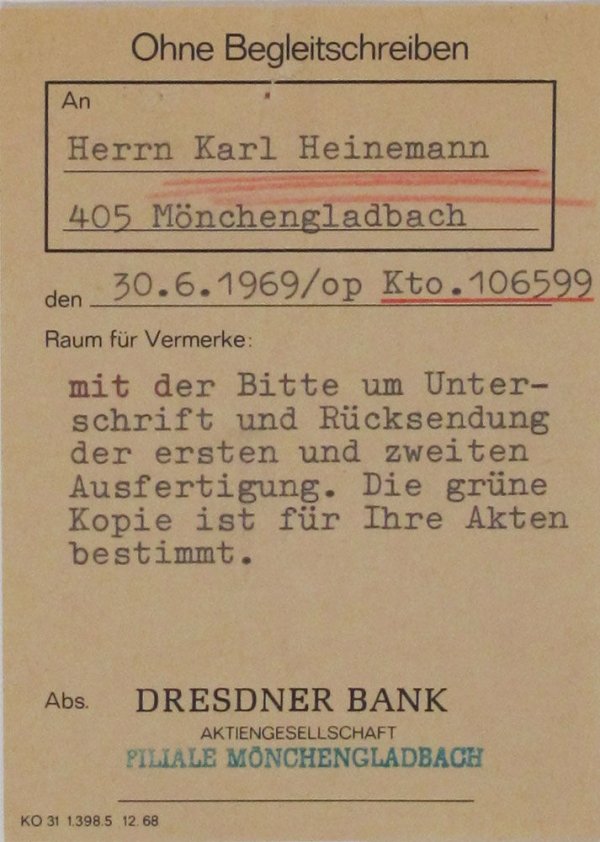 Ohne Begleitschreiben
An
Herrn Karl Heinemann
405 Mönchengladbach
den 30.6.1969/op Kto.106599
Raum für Vermerke:
mit der Bitte um Unter-
schrift und Rücksendung
der ersten und zweiten
Ausfertigung. Die grüne
Kopie ist für Ihre Akten
bestimmt.
Abs. DRESDNER BANK
AKTIENGESELLSCHAFT
FILIALE MÖNCHENGLADBACH
KO 31 1.398.5 12.68